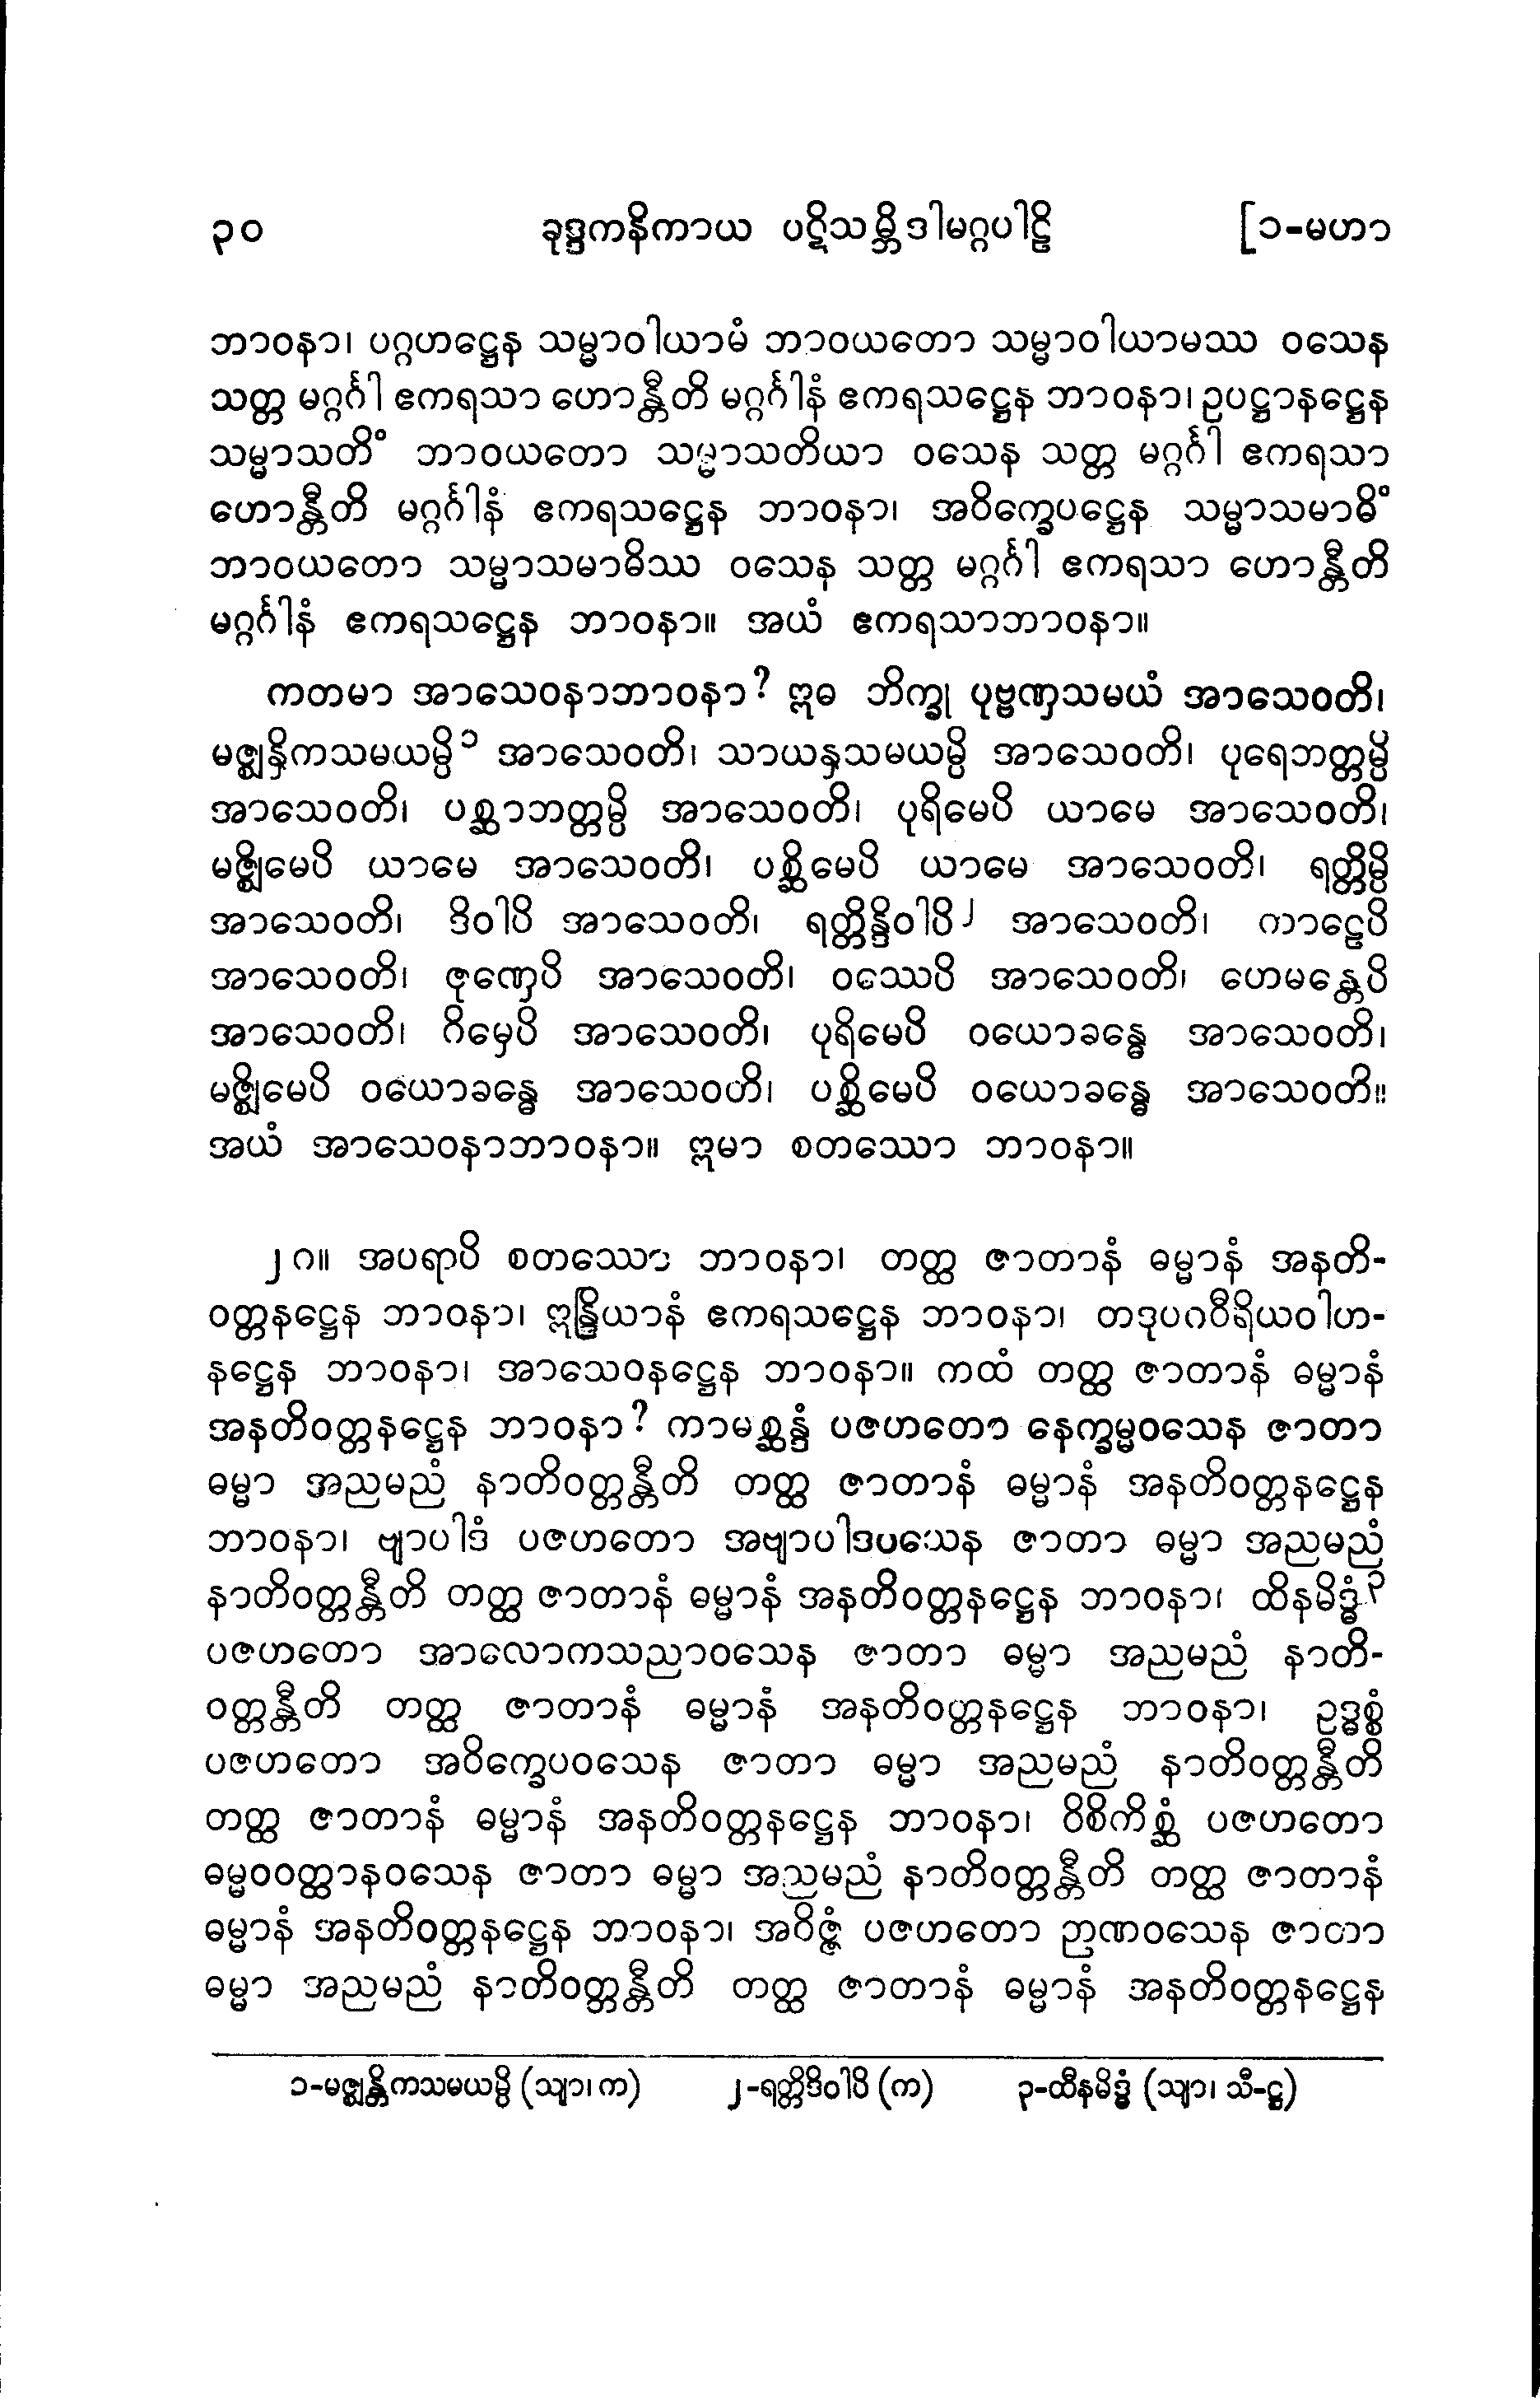 ၃၀ ခုဒ္ဒကနိကာယ ပဋိသမ္ဘိဒါမဂ္ဂပါဠိ [၁-မဟာ
ဘာဝနာ၊ ပဂ္ဂဟဋ္ဌေန သမ္မာဝါယာမံ ဘာဝယတော သမ္မာဝါယာမဿ ဝသေန
သတ္တ မဂ္ဂင်္ဂါ ဧကရသာ ဟောန္တီတိ မဂ္ဂင်္ဂါနံ ဧကရသဋ္ဌေန ဘာဝနာ၊ ဥပဋ္ဌာနဋ္ဌေန
သမ္မာသတိံ ဘာဝယတော သမ္မာသတိယာ ဝသေန သတ္တ မဂ္ဂင်္ဂါ ဧကရသာ
ဟောန္တီတိ မဂ္ဂင်္ဂါနံ ဧကရသဋ္ဌေန ဘာဝနာ၊ အဝိက္ခေပဋ္ဌေန သမ္မာသမာဓိံ
ဘာဝယတော သမ္မာသမာဓိဿ ဝသေန သတ္တ မဂ္ဂင်္ဂါ ဧကရသာ ဟောန္တီတိ
မဂ္ဂင်္ဂါနံ ဧကရသဋ္ဌေန ဘာဝနာ။ အယံ ဧကရသာဘာဝနာ။
ကတမာ အာသေဝနာဘာဝနာ? ဣဓ ဘိက္ခု ပုဗ္ဗဏှသမယံ အာသေဝတိ၊
မဇ္ဈနှိကသမယမ္ပိ၁ အာသေဝတိ၊ သာယနှသမယမ္ပိ အာသေဝတိ၊ ပုရေဘတ္တမ္ပိ
အာသေဝတိ၊ ပစ္ဆာဘတ္တမ္ပိ အာသေဝတိ၊ ပုရိမေပိ ယာမေ အာသေဝတိ၊
မဇ္ဈိမေပိ ယာမေ အာသေဝတိ၊ ပစ္ဆိမေပိ ယာမေ အာသေဝတိ၊ ရတ္တိမ္ပိ
အာသေဝတိ၊ ဒိဝါပိ အာသေဝတိ၊ ရတ္တိန္ဒိဝါပိ၂ အာသေဝတိ၊ ကာဠေပိ
အာသေဝတိ၊ ဇုဏှေပိ အာသေဝတိ၊ ဝဿေပိ အာသေဝတိ၊ ဟေမန္တေပိ
အာသေဝတိ၊ ဂိမှေပိ အာသေဝတိ၊ ပုရိမေပိ ဝယောခန္ဓေ အာသေဝတိ၊
မဇ္ဈိမေပိ ဝယောခန္ဓေ အာသေဝတိ၊ ပစ္ဆိမေပိ ဝယောခန္ဓေ အာသေဝတိ။
အယံ အာသေဝနာဘာဝနာ။ ဣမာ စတဿော ဘာဝနာ။
၂၈။ အပရာပိ စတဿော ဘာဝနာ၊ တတ္ထ ဇာတာနံ ဓမ္မာနံ အနတိ-
ဝတ္တနဋ္ဌေန ဘာဝနာ၊ ဣန္ဒြိယာနံ ဧကရသဋ္ဌေန ဘာဝနာ၊ တဒုပဂဝီရိယဝါဟ-
နဋ္ဌေန ဘာဝနာ၊ အာသေဝနဋ္ဌေန ဘာဝနာ။ ကထံ တတ္ထ ဇာတာနံ ဓမ္မာနံ
အနတိဝတ္တနဋ္ဌေန ဘာဝနာ? ကာမစ္ဆန္ဒံ ပဇဟတော နေက္ခမ္မဝသေန ဇာတာ
ဓမ္မာ အညမညံ နာတိဝတ္တန္တီတိ တတ္ထ ဇာတာနံ ဓမ္မာနံ အနတိဝတ္တနဋ္ဌေန
ဘာဝနာ၊ ဗျာပါဒံ ပဇဟတော အဗျာပါဒဝသေန ဇာတာ ဓမ္မာ အညမညံ
နာတိဝတ္တန္တီတိ တတ္ထ ဇာတာနံ ဓမ္မာနံ အနတိဝတ္တနဋ္ဌေန ဘာဝနာ၊ ထိနမိဒ္ဓံ၃
ပဇဟတော အာလောကသညာဝသေန ဇာတာ ဓမ္မာ အညမညံ နာတိ-
ဝတ္တန္တီတိ တတ္ထ ဇာတာနံ ဓမ္မာနံ အနတိဝတ္တနဋ္ဌေန ဘာဝနာ၊ ဥဒ္ဓစ္စံ
ပဇဟတော အဝိက္ခေပဝသေန ဇာတာ ဓမ္မာ အညမညံ နာတိဝတ္တန္တီတိ
တတ္ထ ဇာတာနံ ဓမ္မာနံ အနတိဝတ္တနဋ္ဌေန ဘာဝနာ၊ ဝိစိကိစ္ဆံ ပဇဟတော
ဓမ္မဝဝတ္ထာနဝသေန ဇာတာ ဓမ္မာ အညမညံ နာတိဝတ္တန္တီတိ တတ္ထ ဇာတာနံ
ဓမ္မာနံ အနတိဝတ္တနဋ္ဌေန ဘာဝနာ၊ အဝိဇ္ဇံ ပဇဟတော ဉာဏဝသေန ဇာတာ
ဓမ္မာ အညမညံ နာတိဝတ္တန္တီတိ တတ္ထ ဇာတာနံ ဓမ္မာနံ အနတိဝတ္တနဋ္ဌေန
၁-မဇ္ဈန္တိကသမယမ္ပိ (သျာ၊ က) ၂-ရတ္တိဒိဝါပိ (က) ၃-ထီနမိဒ္ဓံ (သျာ၊ သီ-ဋ္ဌ)